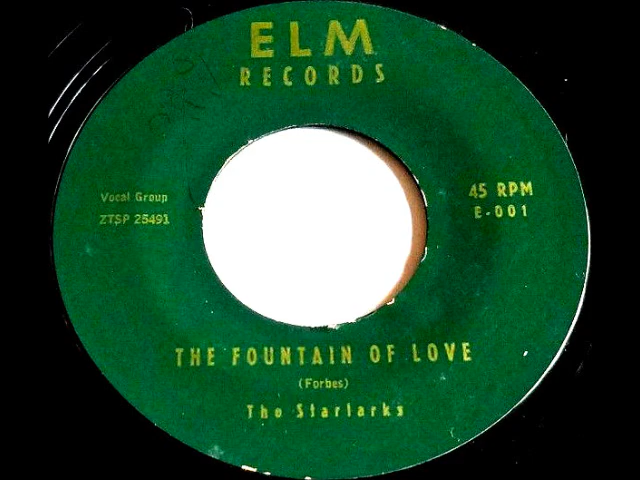 ELM
RECORDS
Vocal Group
ZTSP 25491
45 RPM
E-001
THE FOUNTAIN OF LOVE
(Forbes)
The Starlarks